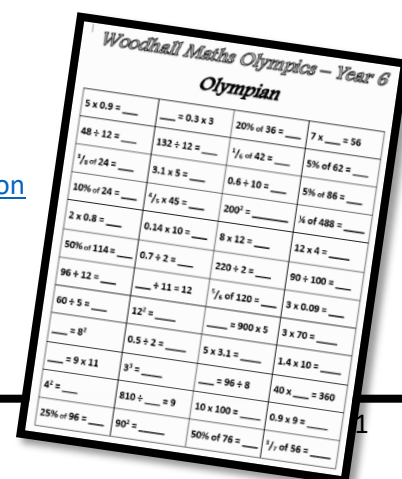 Woodhall Maths Olympics – Year 6
Olympian
5 x 0.9 = ___ ___ = 0.3 x 3 20% of 36 = ___ 7 x ___ = 56
48 ÷ 12 = ___ 132 ÷ 12 = ___ ¹/₆ of 42 = ___ 5% of 62 = ___
¹/₈ of 24 = ___ 3.1 x 5 = ___ 0.6 ÷ 10 = ___ 5% of 86 = ___
10% of 24 = ___ ⁴/₅ x 45 = ___ 200² = ___ ¼ of 488 = ___
2 x 0.8 = ___ 0.14 x 10 = ___ 8 x 12 = ___ 12 x 4 = ___
50% of 114= ___ 0.7 ÷ 2 = ___ 220 ÷ 2 = ___ 90 ÷ 100 = ___
96 ÷ 12 = ___ ___ ÷ 11 = 12 ⁵/₆ of 120 = ___ 3 x 0.09 = ___
60 ÷ 5 = ___ 12² = ___ ___ = 900 x 5 3 x 70 = ___
___ = 8² 0.5 ÷ 2 = ___ 5 x 3.1 = ___ 1.4 x 10 = ___
___ = 9 x 11 3³ = ___ ___ = 96 ÷ 8 40 x ___ = 360
4² = ___ 810 ÷ ___ = 9 10 x 100 = ___ 0.9 x 9 = ___
25% of 96 = ___ 90² = ___ 50% of 76 = ___ ³/₇ of 56 = ___
on
1